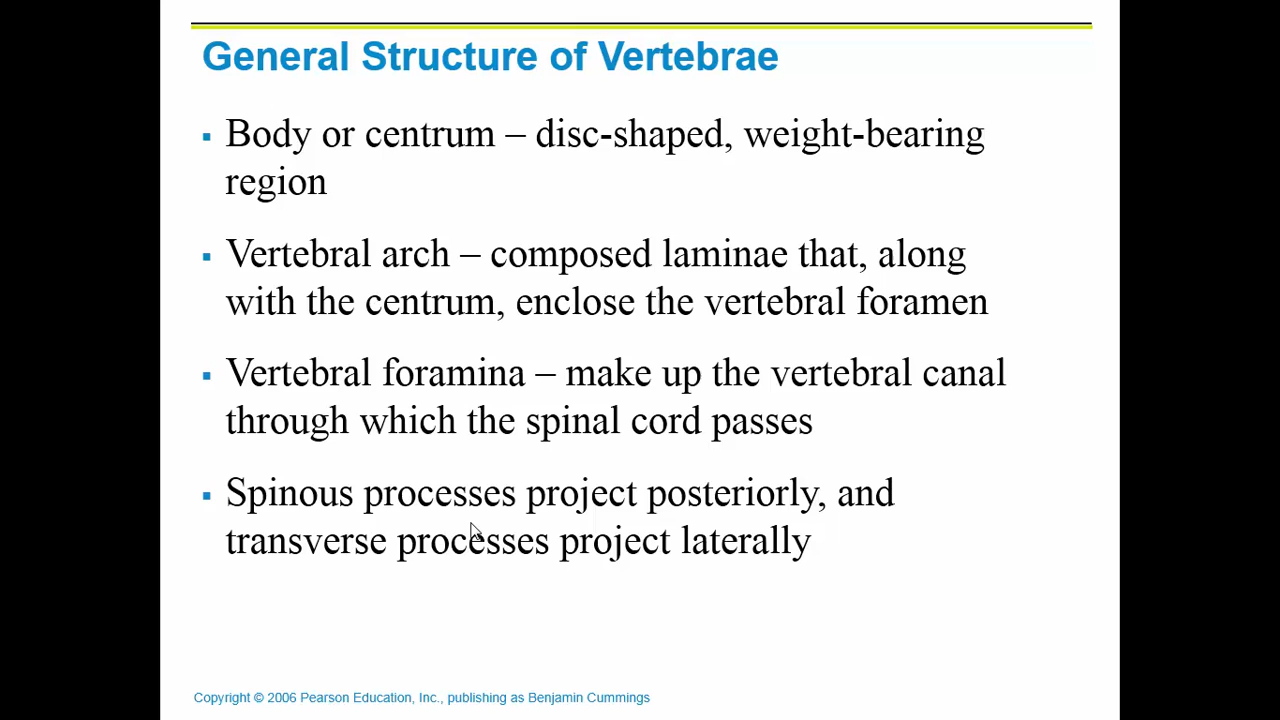 General Structure of Vertebrae
▪ Body or centrum – disc-shaped, weight-bearing
region
▪ Vertebral arch – composed laminae that, along
with the centrum, enclose the vertebral foramen
▪ Vertebral foramina – make up the vertebral canal
through which the spinal cord passes
▪ Spinous processes project posteriorly, and
transverse processes project laterally
Copyright © 2006 Pearson Education, Inc., publishing as Benjamin Cummings